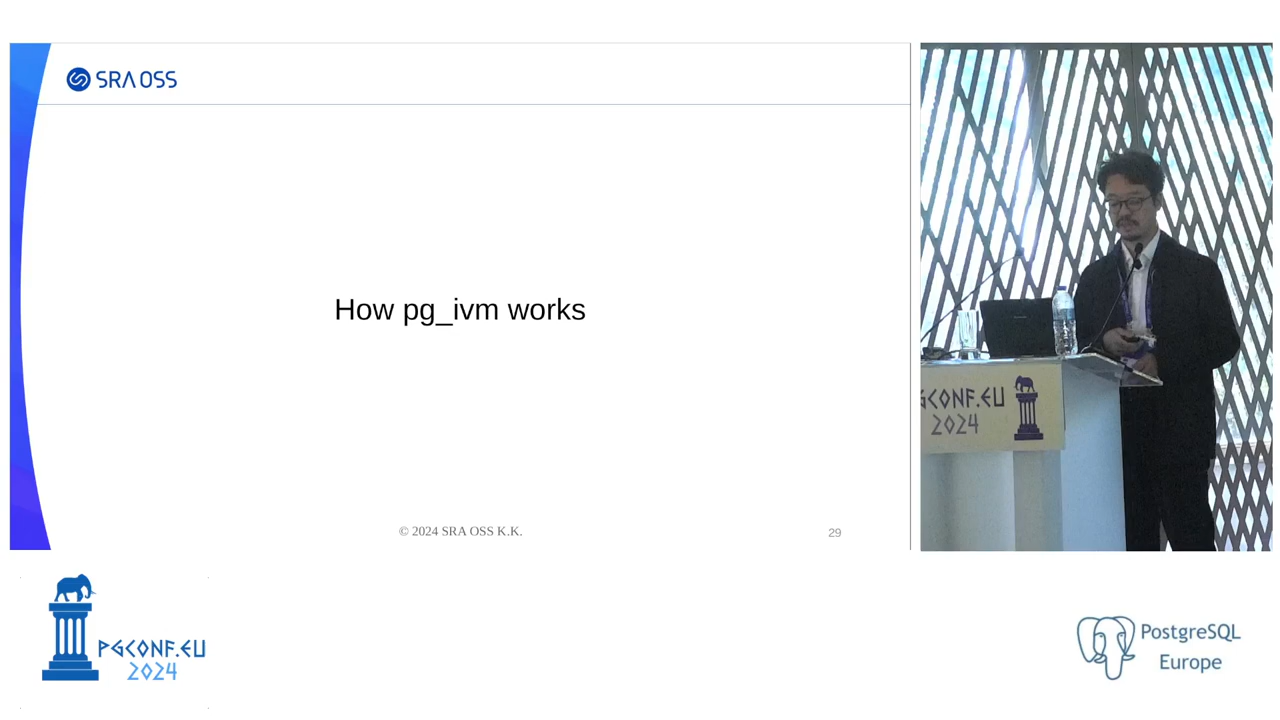 SRA OSS
How pg_ivm works
© 2024 SRA OSS K.K.
29
GCONF.EU
2024
PGCONF.EU
2024
PostgreSQL
Europe